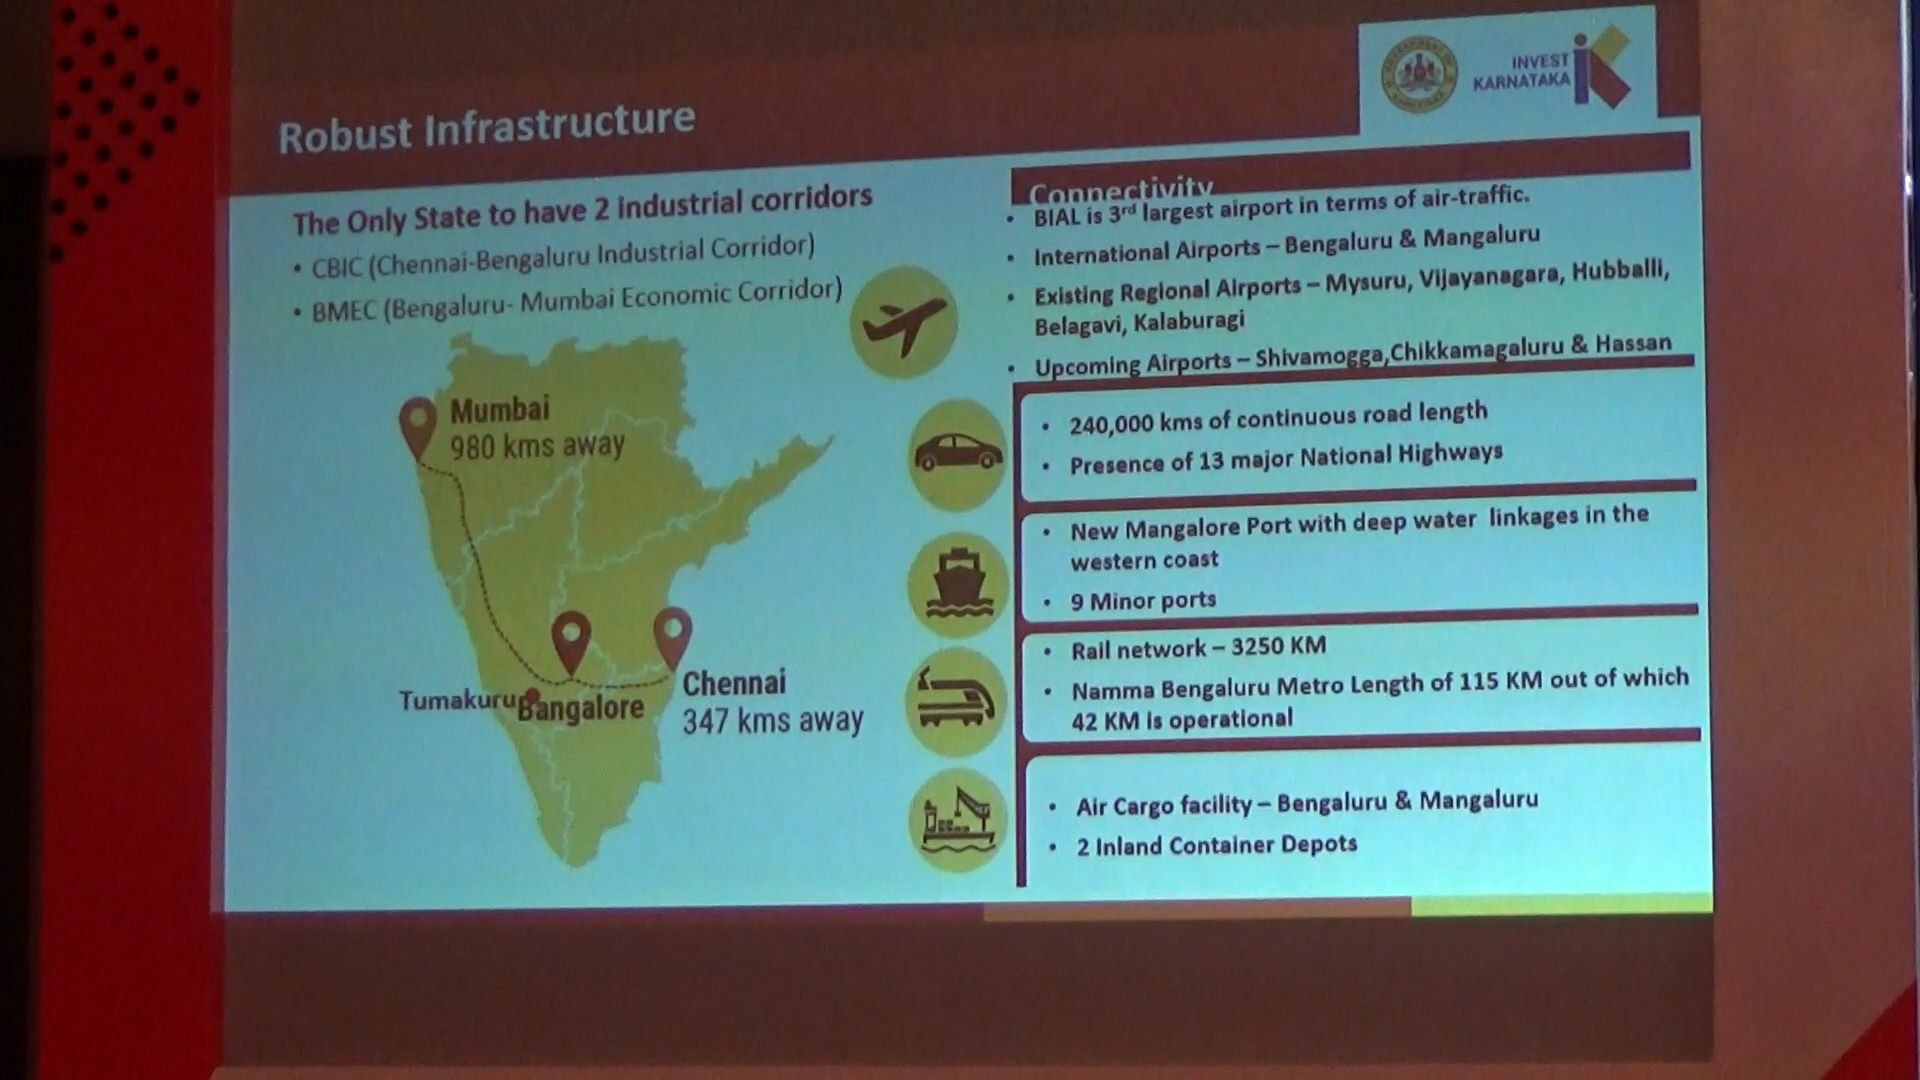 INVEST
KARNATAKA
Robust Infrastructure
The Only State to have 2 industrial corridors
• CBIC (Chennai-Bengaluru Industrial Corridor)
• BMEC (Bengaluru- Mumbai Economic Corridor)
Mumbai
980 kms away
Tumakuru
Bangalore
Chennai
347 kms away
Connectivity
• BIAL is 3rd largest airport in terms of air-traffic.
• International Airports – Bengaluru & Mangaluru
• Existing Regional Airports – Mysuru, Vijayanagara, Hubballi,
Belagavi, Kalaburagi
• Upcoming Airports – Shivamogga,Chikkamagaluru & Hassan
• 240,000 kms of continuous road length
• Presence of 13 major National Highways
• New Mangalore Port with deep water linkages in the
western coast
• 9 Minor ports
• Rail network – 3250 KM
• Namma Bengaluru Metro Length of 115 KM out of which
42 KM is operational
• Air Cargo facility – Bengaluru & Mangaluru
• 2 Inland Container Depots